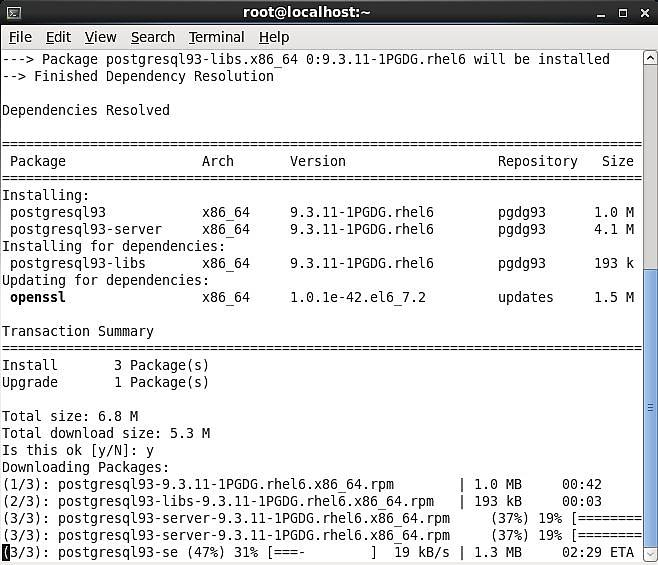 root@localhost:~
File Edit View Search Terminal Help
---> Package postgresql93-libs.x86_64 0:9.3.11-1PGDG.rhel6 will be installed
--> Finished Dependency Resolution
Dependencies Resolved
================================================================================
Package Arch Version Repository Size
================================================================================
Installing:
postgresql93 x86_64 9.3.11-1PGDG.rhel6 pgdg93 1.0 M
postgresql93-server x86_64 9.3.11-1PGDG.rhel6 pgdg93 4.1 M
Installing for dependencies:
postgresql93-libs x86_64 9.3.11-1PGDG.rhel6 pgdg93 193 k
Updating for dependencies:
openssl x86_64 1.0.1e-42.el6_7.2 updates 1.5 M
Transaction Summary
================================================================================
Install 3 Package(s)
Upgrade 1 Package(s)
Total size: 6.8 M
Total download size: 5.3 M
Is this ok [y/N]: y
Downloading Packages:
(1/3): postgresql93-9.3.11-1PGDG.rhel6.x86_64.rpm | 1.0 MB 00:42
(2/3): postgresql93-libs-9.3.11-1PGDG.rhel6.x86_64.rpm | 193 kB 00:03
(3/3): postgresql93-server-9.3.11-1PGDG.rhel6.x86_64.rpm (37%) 19% [========
(3/3): postgresql93-server-9.3.11-1PGDG.rhel6.x86_64.rpm (37%) 19% [========
(3/3): postgresql93-se (47%) 31% [===- ] 19 kB/s | 1.3 MB 02:29 ETA